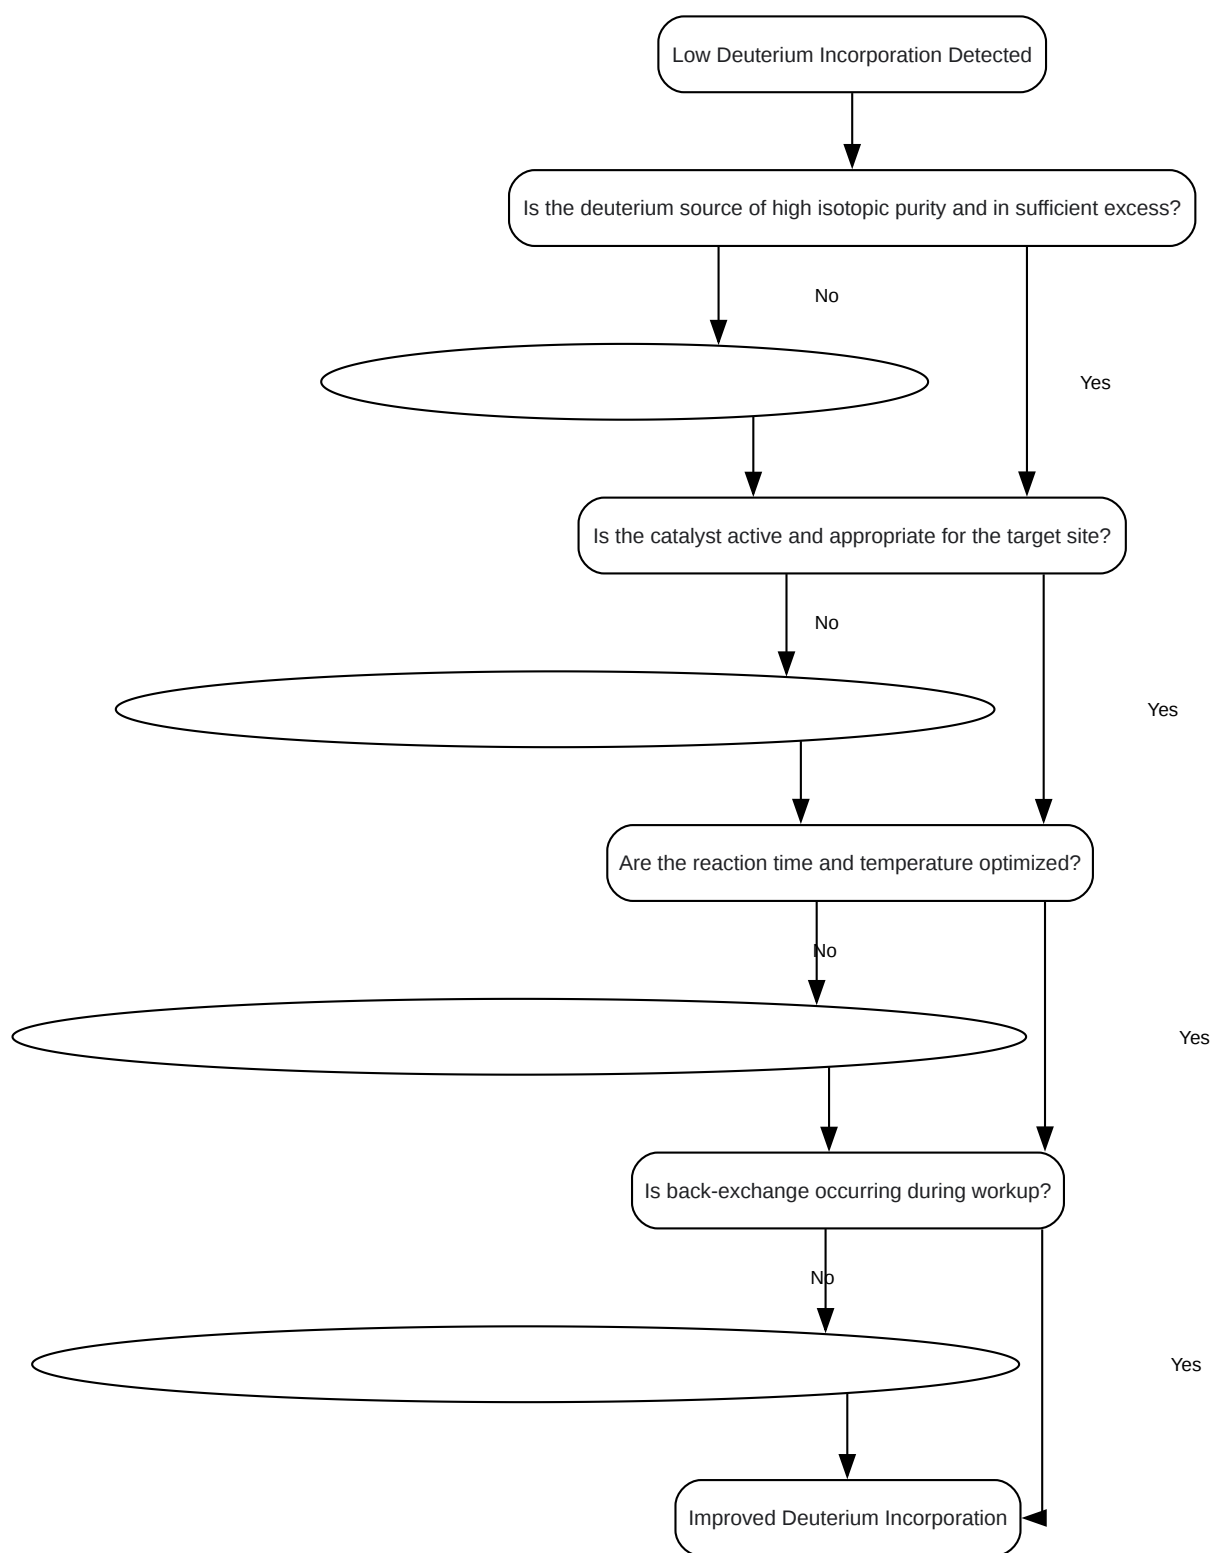 Low Deuterium Incorporation Detected
Is the deuterium source of high isotopic purity and in sufficient excess?
No
Yes
Is the catalyst active and appropriate for the target site?
No
Yes
Are the reaction time and temperature optimized?
No
Yes
Is back-exchange occurring during workup?
No
Yes
Improved Deuterium Incorporation